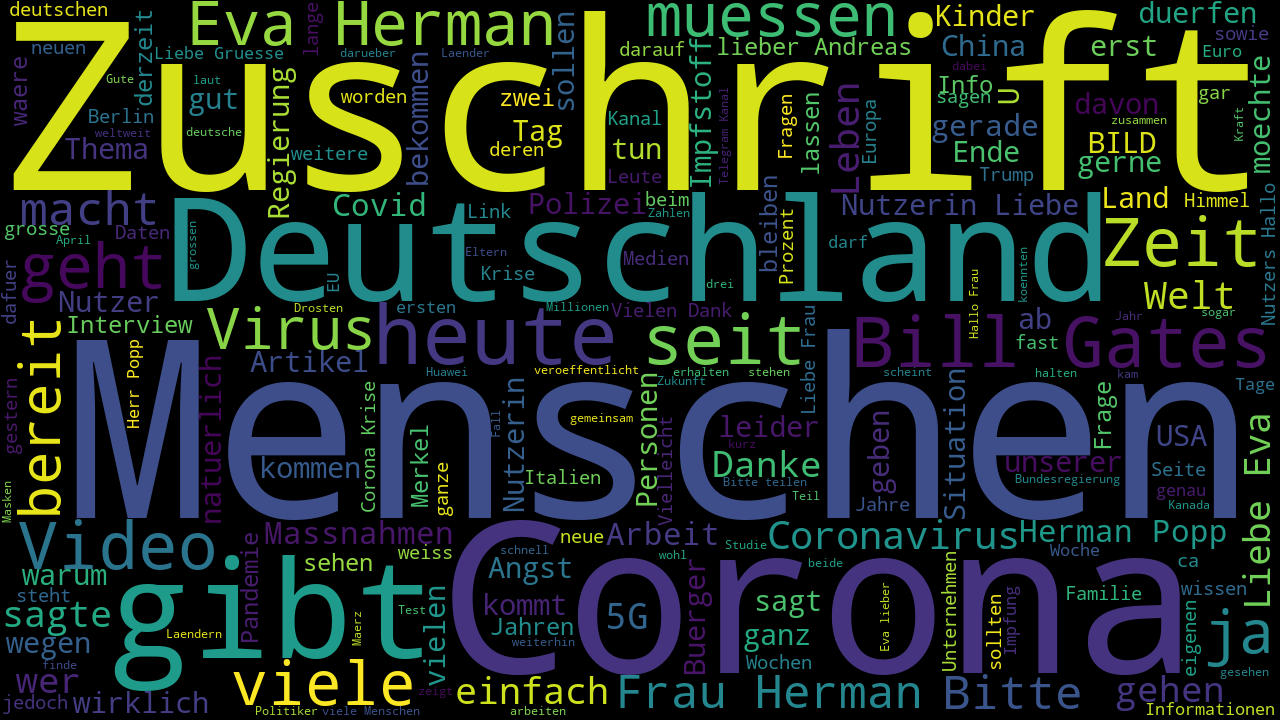 deutschen
Zuschrift
Eva Herman
muessen
Kinder
duerfen
neuen
derzeit
Liebe Gruesse
lange
darueber
Laender
sollen
darauf
lieber Andreas
China
erst
sowie
Euro
waere
Gute
laut
gut
worden
zwei
dabei
Info
sagen
u
gar
moechte
Berlin
deutsche
Regierung
bekommen
Tag
Kanal
Impfstoff
Telegram Kanal
Fragen
lassen
Leben
Europa
davon
zusammen
Kraft
weltweit
Thema
weitere
deren
tun
Leute
gerade
Ende
BILD
gerne
Trump
macht
Covid
Link
Polizei
beim
Zahlen
bleiben
Nutzerin Liebe
Land
Himmel
Nutzers Hallo
grosse
April
Daten
Deutschland
Zeit
geht
grossen
EU
Eltern
Krise
Medien
Prozent
drei
darf
koennten
dafuer
Nutzer
Drosten
ersten
Millionen
Vielen Dank
Welt
sogar
Interview
Virus
heute
seit
Liebe Frau
Bill Gates
Hallo Frau
ab
fast
Jahr
bereit
Herr Popp
Artikel
Huawei
veroeffentlicht
erhalten
stehen
Zukunft
scheint
halten
kam
Tage
Menschen
gestern
natuerlich
Corona Krise
Merkel
Nutzerin
Fall
gemeinsam
Personen
leider
kurz
geben
Situation
Frage
USA
unserer
kommen
ganze
Italien
Vielleicht
Danke
Bitte teilen
Teil
Jahre
Bundesregierung
Seite
genau
Kanada
Liebe Eva
Masken
Video
Massnahmen
neue
Arbeit
Studie
Coronavirus
Herman Popp
Pandemie
sehen
weiss
schnell
Angst
wohl
beide
Woche
ca
warum
steht
gibt
Corona
Unternehmen
Familie
wissen
sagte
Laendern
Maerz
Test
vielen
kommt
Jahren
5G
Buerger
sagt
ganz
Eva lieber
sollten
Impfung
eigenen
ja
wegen
finde
weiterhin
Wochen
gesehen
wer
jedoch
wirklich
viele
zeigt
einfach
Frau Herman
Bitte
gehen
Politiker
viele Menschen
arbeiten
Informationen